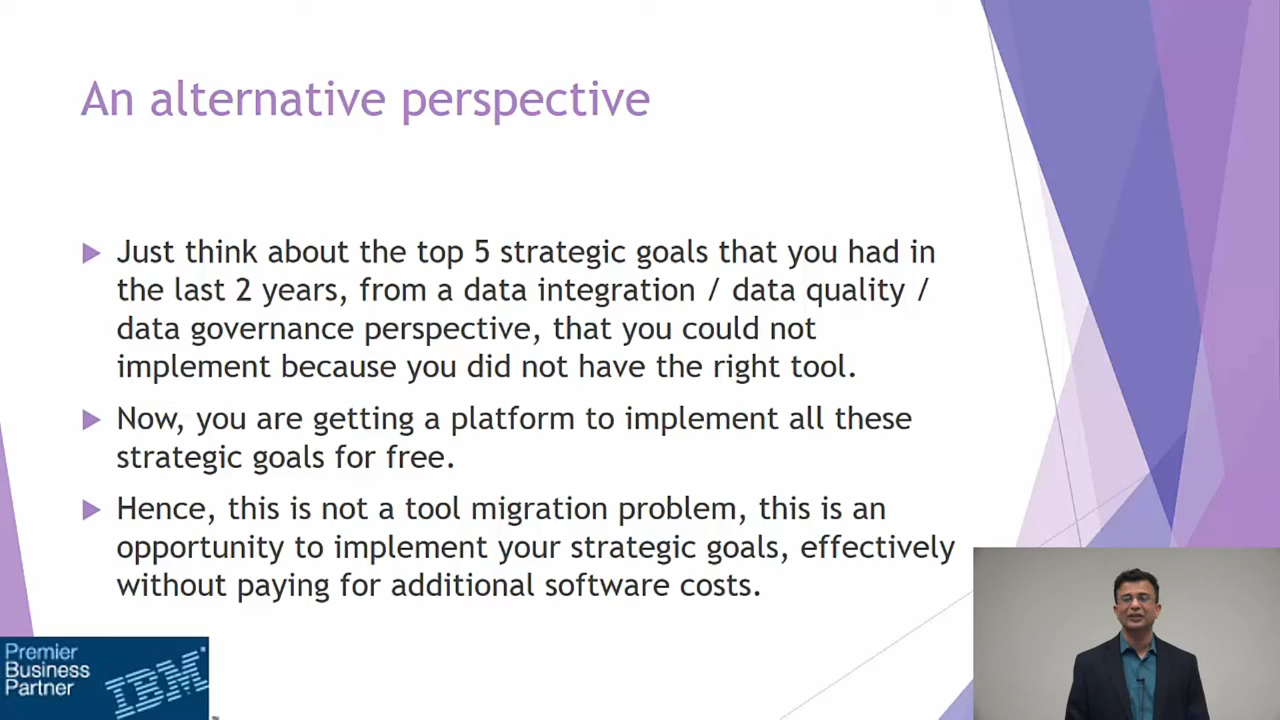 An alternative perspective
Just think about the top 5 strategic goals that you had in
the last 2 years, from a data integration / data quality /
data governance perspective, that you could not
implement because you did not have the right tool.
Now, you are getting a platform to implement all these
strategic goals for free.
Hence, this is not a tool migration problem, this is an
opportunity to implement your strategic goals, effectively
without paying for additional software costs.
Premier
Business
Partner
IBM